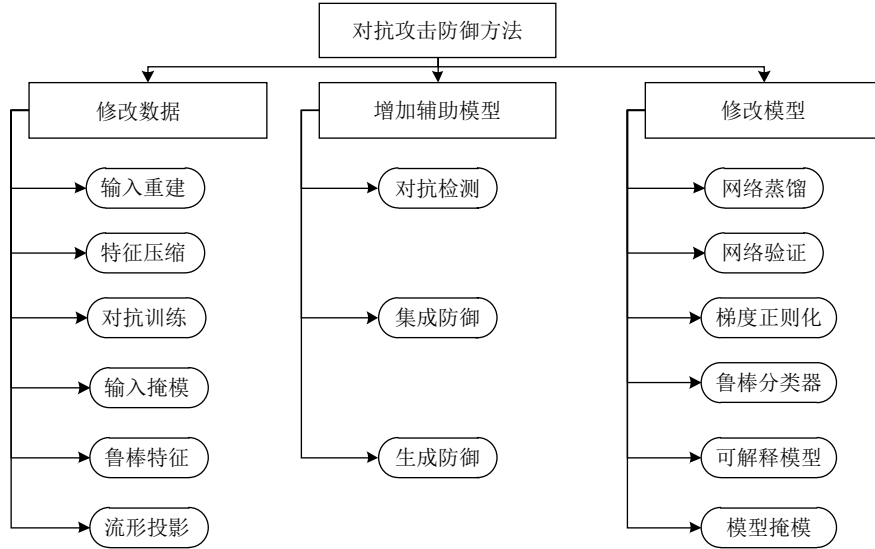 对抗攻击防御方法
修改数据
增加辅助模型
修改模型
输入重建
对抗检测
网络蒸馏
特征压缩
网络验证
对抗训练
集成防御
梯度正则化
输入掩模
鲁棒分类器
鲁棒特征
生成防御
可解释模型
流形投影
模型掩模